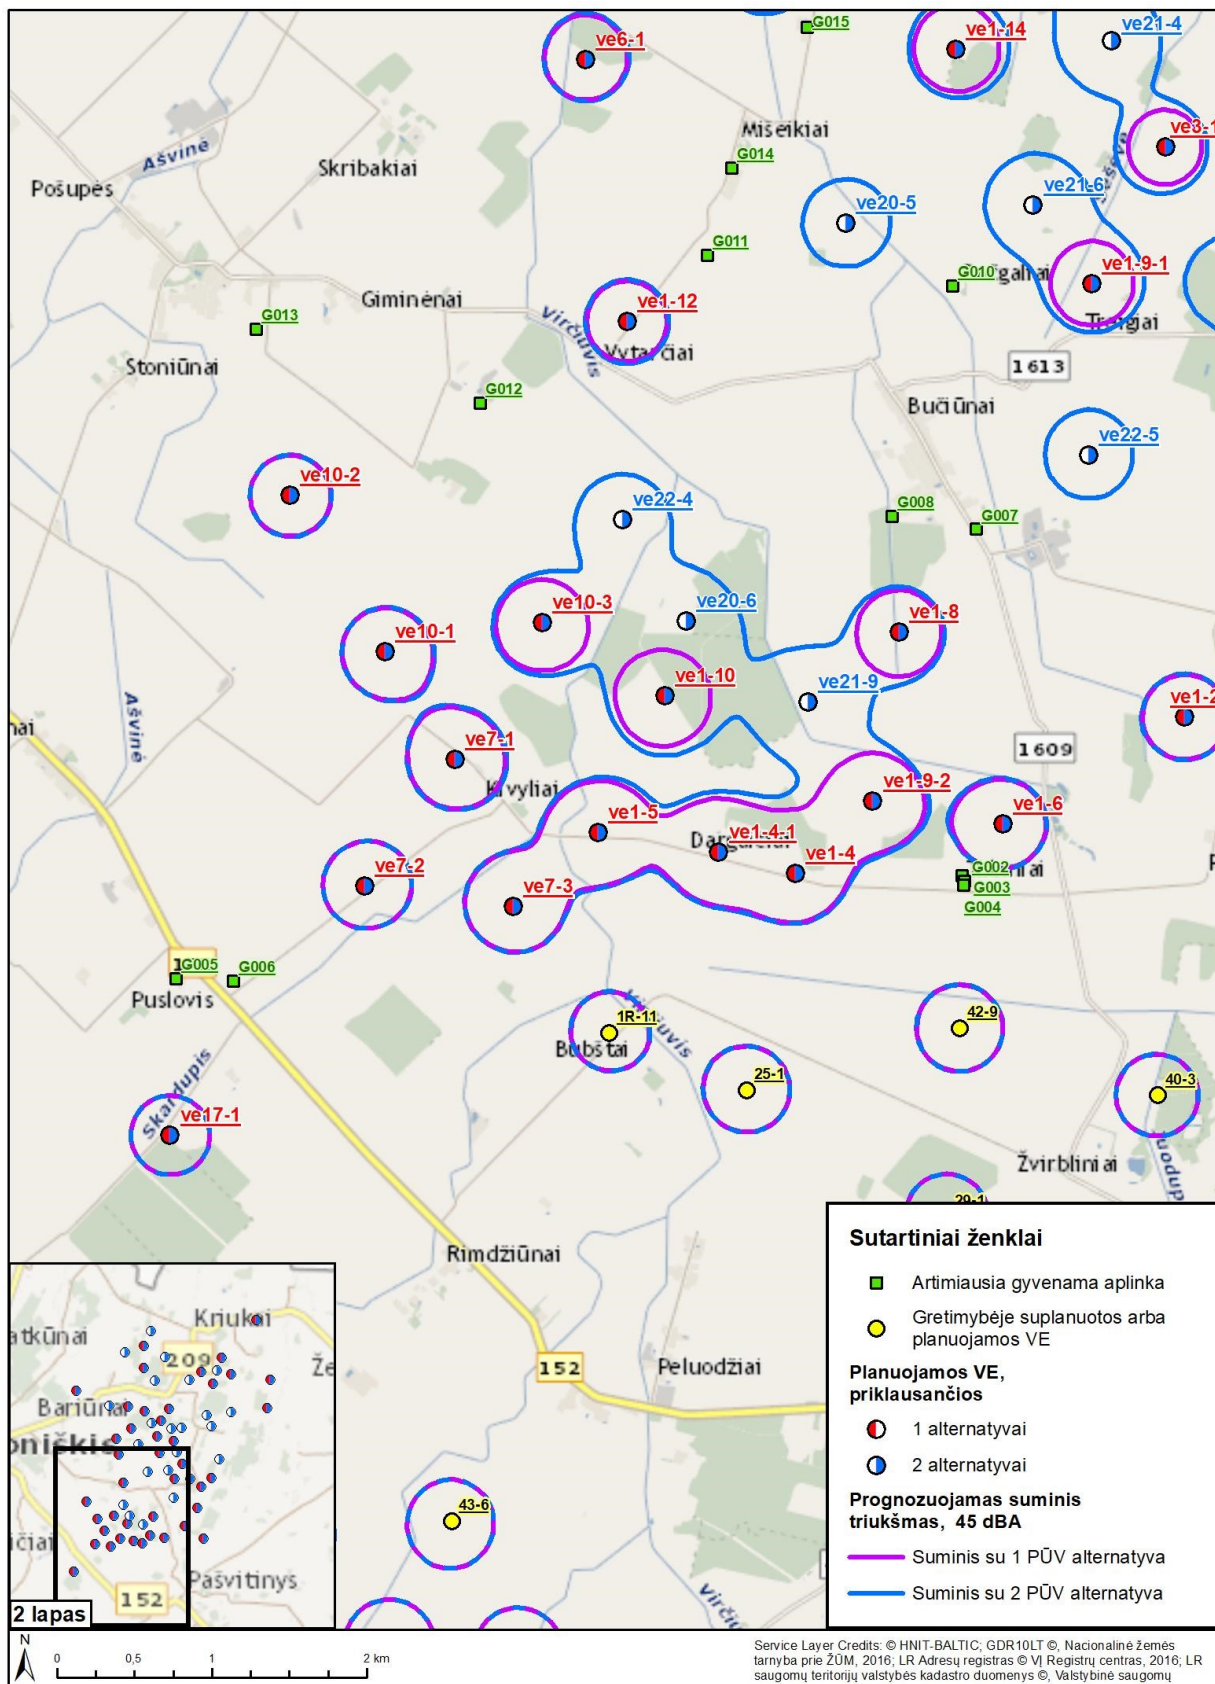 G015
ve6-1
ve1-14
ve21-4
Mišeikiai
ve3-1
Ašvinė
Skribakiai
G014
Pošupės
ve20-5
ve21-6
G011
G010
ve1-9-1
Giminėnai
ve1-12
Virčiuvis
G013
Vytarčiai
Stoniūnai
1613
G012
Bučiūnai
ve22-5
ve10-2
ve22-4
G008
G007
ve10-3
ve20-6
ve1-8
ve10-1
ve1-10
ve21-9
ve1-2
Ašvinė
ve7-1
1609
ve1-9-2
ve1-5
ve1-6
ve1-4-1
ve7-2
ve1-4
G002
ve7-3
G003
G004
G005
G006
Puslovis
1R-11
42-9
Bubštai
25-1
40-3
ve17-1
Žvirbliniai
29-1
Rimdžiūnai
152
Peluodžiai
43-6
Sutartiniai ženklai
Artimiausia gyvenama aplinka
Gretimybėje suplanuotos arba
planuojamos VE
Planuojamos VE,
priklausančios
1 alternatyvai
2 alternatyvai
Prognozuojamas suminis
triukšmas, 45 dBA
Suminis su 1 PŪV alternatyva
Suminis su 2 PŪV alternatyva
Kriukai
209
152
Pašvitinys
2 lapas
N
0 0,5 1 2 km
Service Layer Credits: © HNIT-BALTIC; GDR10LT ©, Nacionalinė žemės
tarnyba prie ŽŪM, 2016; LR Adresų registras © VĮ Registrų centras, 2016; LR
saugomų teritorijų valstybės kadastro duomenys ©, Valstybinė saugomų